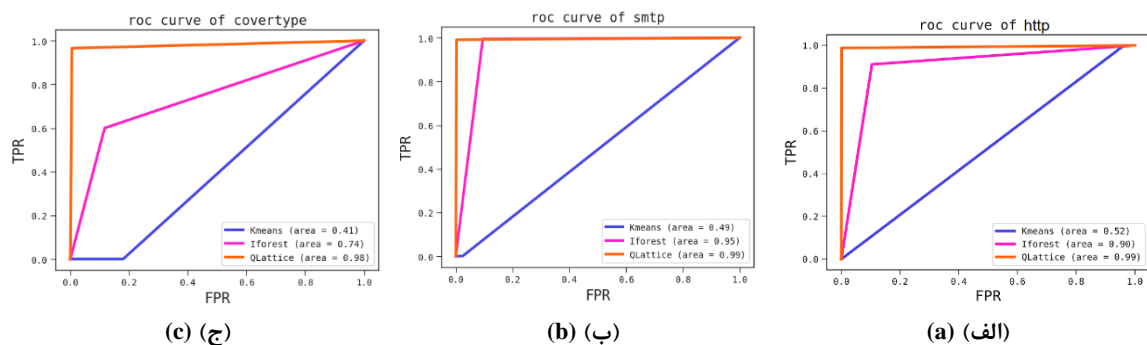 roc curve of covertype
1.0
0.8
0.6
0.4
0.2
0.0
TPR
Kmeans (area = 0.41)
Iforest (area = 0.74)
QLattice (area = 0.98)
0.0 0.2 0.4 0.6 0.8 1.0
FPR
(c) (ج)
roc curve of smtp
1.0
0.8
0.6
0.4
0.2
0.0
TPR
Kmeans (area = 0.49)
Iforest (area = 0.95)
QLattice (area = 0.99)
0.0 0.2 0.4 0.6 0.8 1.0
FPR
(b) (ب)
roc curve of http
1.0
0.8
0.6
0.4
0.2
0.0
TPR
Kmeans (area = 0.52)
Iforest (area = 0.90)
QLattice (area = 0.99)
0.0 0.2 0.4 0.6 0.8 1.0
FPR
(a) (الف)